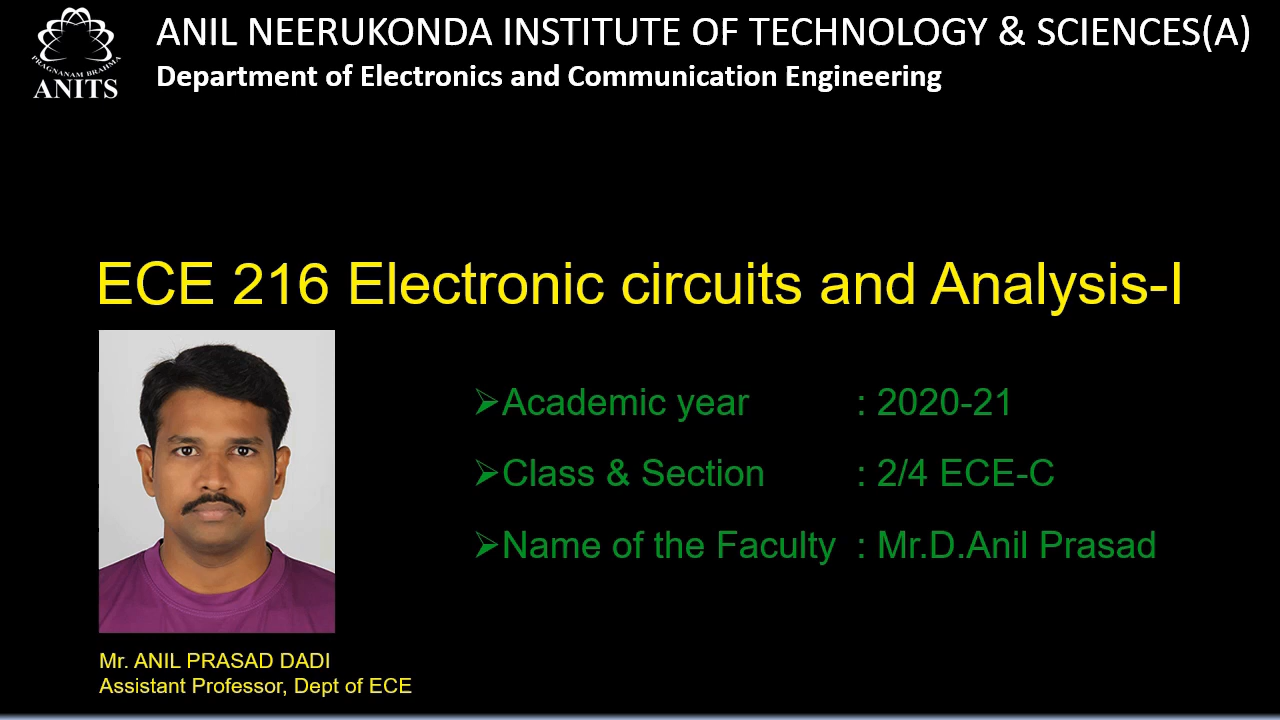 ANIL NEERUKONDA INSTITUTE OF TECHNOLOGY & SCIENCES(A)
Department of Electronics and Communication Engineering
PRAGNANAM BRAHMA
ANITS
ECE 216 Electronic circuits and Analysis-I
➢Academic year : 2020-21
➢Class & Section : 2/4 ECE-C
➢Name of the Faculty : Mr.D.Anil Prasad
Mr. ANIL PRASAD DADI
Assistant Professor, Dept of ECE